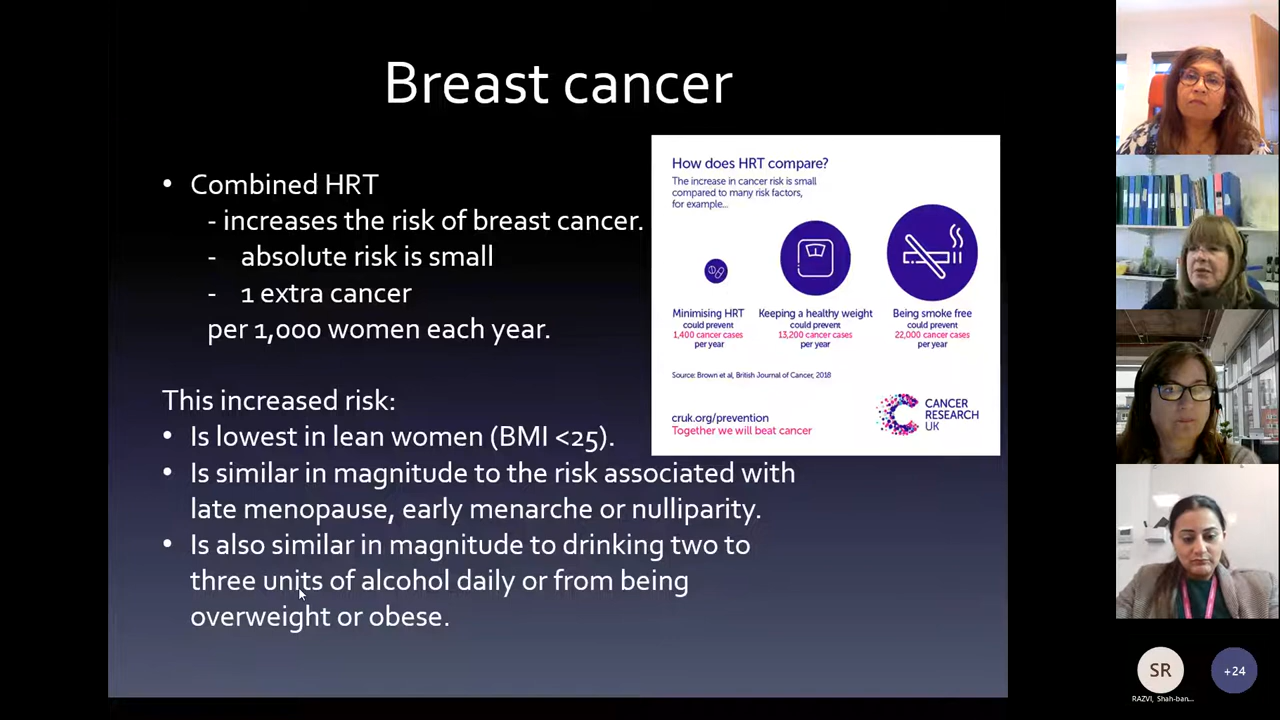 Breast cancer
• Combined HRT
- increases the risk of breast cancer.
- absolute risk is small
- 1 extra cancer
per 1,000 women each year.
This increased risk:
• Is lowest in lean women (BMI <25).
• Is similar in magnitude to the risk associated with
late menopause, early menarche or nulliparity.
• Is also similar in magnitude to drinking two to
three units of alcohol daily or from being
overweight or obese.
How does HRT compare?
The increase in cancer risk is small
compared to many risk factors,
for example...
Minimising HRT
could prevent
1,400 cancer cases
per year
Keeping a healthy weight
could prevent
13,200 cancer cases
per year
Being smoke free
could prevent
22,000 cancer cases
per year
Source: Brown et al, British Journal of Cancer, 2018
cruk.org/prevention
Together we will beat cancer
CANCER
RESEARCH
UK
SR
RAZVI, Shah-ban...
+24